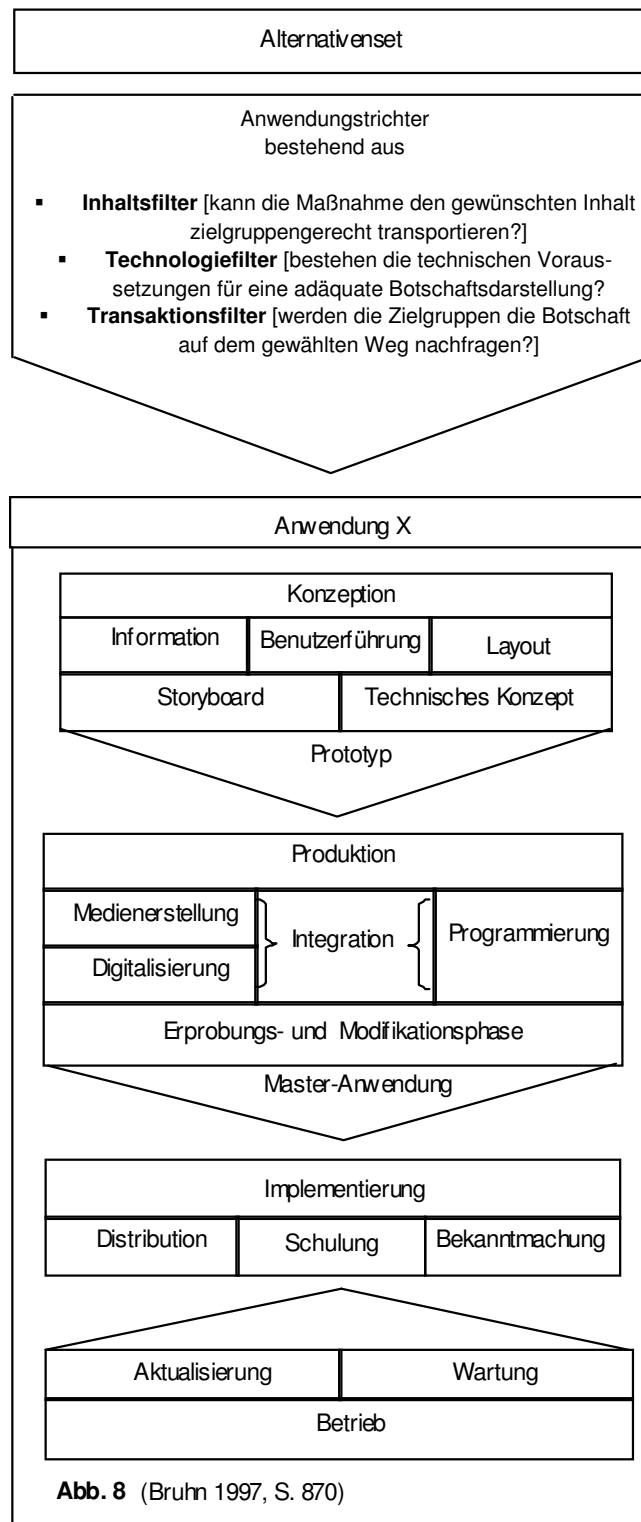 Alternativenset
Anwendungstrichter
bestehend aus
▪ Inhaltsfilter [kann die Maßnahme den gewünschten Inhalt
zielgruppengerecht transportieren?]
▪ Technologiefilter [bestehen die technischen Voraus-
setzungen für eine adäquate Botschaftsdarstellung?
▪ Transaktionsfilter [werden die Zielgruppen die Botschaft
auf dem gewählten Weg nachfragen?]
Anwendung X
Konzeption
Information Benutzerführung Layout
Storyboard Technisches Konzept
Prototyp
Produktion
Medienerstellung
Integration Programmierung
Digitalisierung
Erprobungs- und Modifikationsphase
Master-Anwendung
Implementierung
Distribution Schulung Bekanntmachung
Aktualisierung Wartung
Betrieb
Abb. 8 (Bruhn 1997, S. 870)